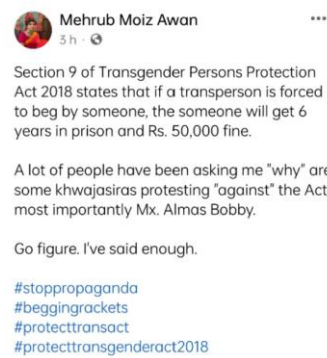 Mehrub Moiz Awan
3 h ·
Section 9 of Transgender Persons Protection
Act 2018 states that if a transperson is forced
to beg by someone, the someone will get 6
years in prison and Rs. 50,000 fine.
A lot of people have been asking me "why" are
some khwajasiras protesting "against" the Act
most importantly Mx. Almas Bobby.
Go figure. I've said enough.
#stoppropaganda
#beggingrackets
#protecttransact
#protecttransgenderact2018